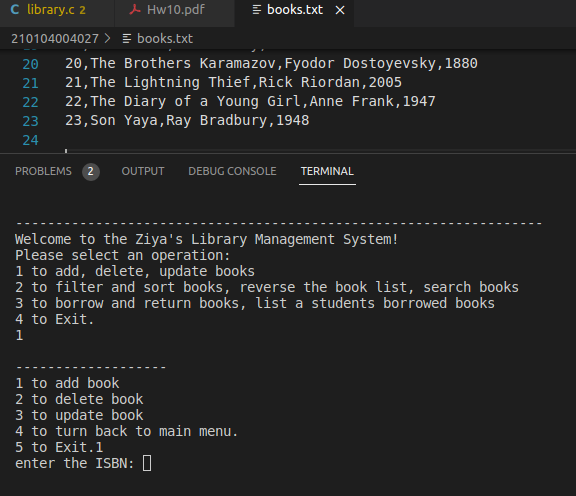 library.c 2 Hw10.pdf books.txt
210104004027 > books.txt
20 20,The Brothers Karamazov,Fyodor Dostoyevsky,1880
21 21,The Lightning Thief,Rick Riordan,2005
22 22,The Diary of a Young Girl,Anne Frank,1947
23 23,Son Yaya,Ray Bradbury,1948
24
PROBLEMS 2 OUTPUT DEBUG CONSOLE TERMINAL
------------------------------------------------------------------
Welcome to the Ziya's Library Management System!
Please select an operation:
1 to add, delete, update books
2 to filter and sort books, reverse the book list, search books
3 to borrow and return books, list a students borrowed books
4 to Exit.
1
-------------------
1 to add book
2 to delete book
3 to update book
4 to turn back to main menu.
5 to Exit.1
enter the ISBN: